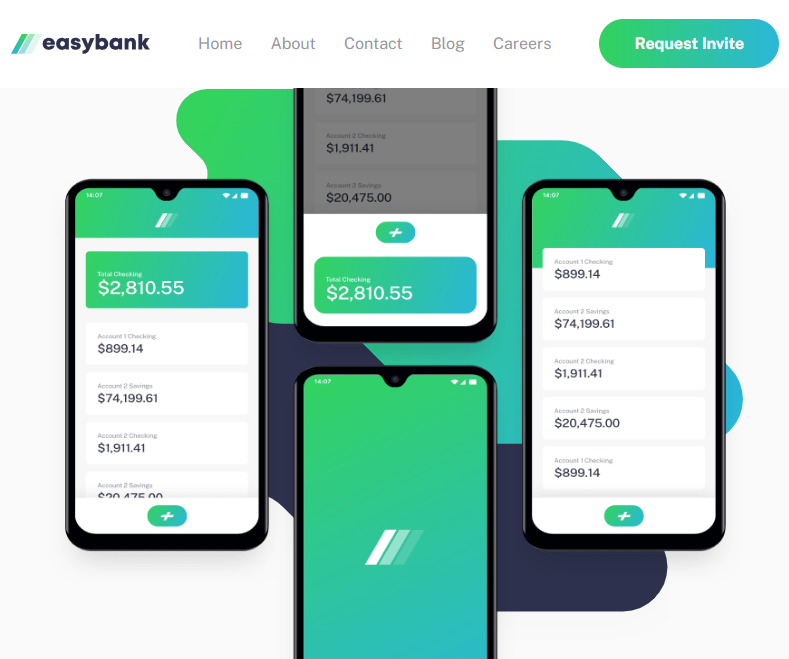 easybank
Home
About
Contact
Blog
Careers
Request Invite
$74,199.61
Account 2 Checking
$1,911.41
Account 2 Savings
$20,475.00
Total Checking
$2,810.55
14:07
Total Checking
$2,810.55
Account 1 Checking
$899.14
Account 2 Savings
$74,199.61
Account 2 Checking
$1,911.41
Account 2 Savings
$20,475.00
14:07
Account 1 Checking
$899.14
Account 2 Savings
$74,199.61
Account 2 Checking
$1,911.41
Account 2 Savings
$20,475.00
Account 1 Checking
$899.14
14:07